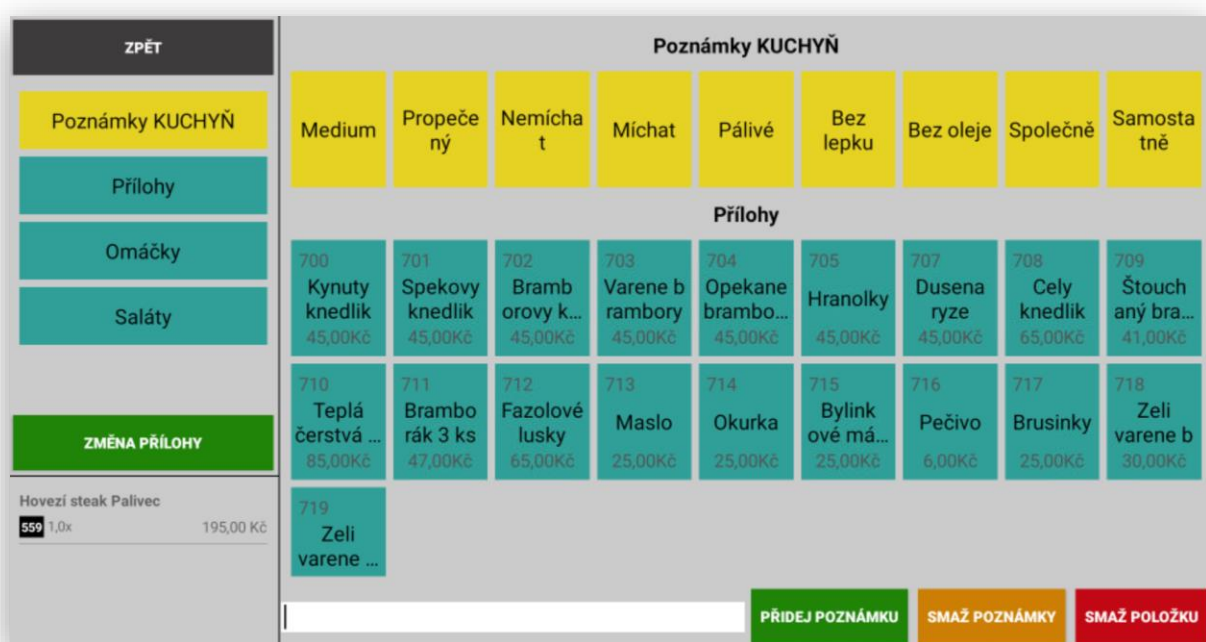 ZPĚT
Poznámky KUCHYŇ
Přílohy
Omáčky
Saláty
ZMĚNA PŘÍLOHY
Hovezí steak Palivec
559 1,0x 195,00 Kč
Poznámky KUCHYŇ
Medium
Propeče
ný
Nemícha
t
Míchat
Pálivé
Bez
lepku
Bez oleje
Společně
Samosta
tně
Přílohy
700
Kynuty
knedlik
45,00Kč
701
Spekovy
knedlik
45,00Kč
702
Bramb
orovy k...
45,00Kč
703
Varene b
rambory
45,00Kč
704
Opekane
brambo...
45,00Kč
705
Hranolky
45,00Kč
707
Dusena
ryze
45,00Kč
708
Cely
knedlik
65,00Kč
709
Štouch
aný bra...
41,00Kč
710
Teplá
čerstvá ...
85,00Kč
711
Brambo
rák 3 ks
47,00Kč
712
Fazolové
lusky
65,00Kč
713
Maslo
25,00Kč
714
Okurka
25,00Kč
715
Bylink
ové má...
25,00Kč
716
Pečivo
6,00Kč
717
Brusinky
25,00Kč
718
Zeli
varene b
30,00Kč
719
Zeli
varene ...
PŘIDEJ POZNÁMKU
SMAŽ POZNÁMKY
SMAŽ POLOŽKU